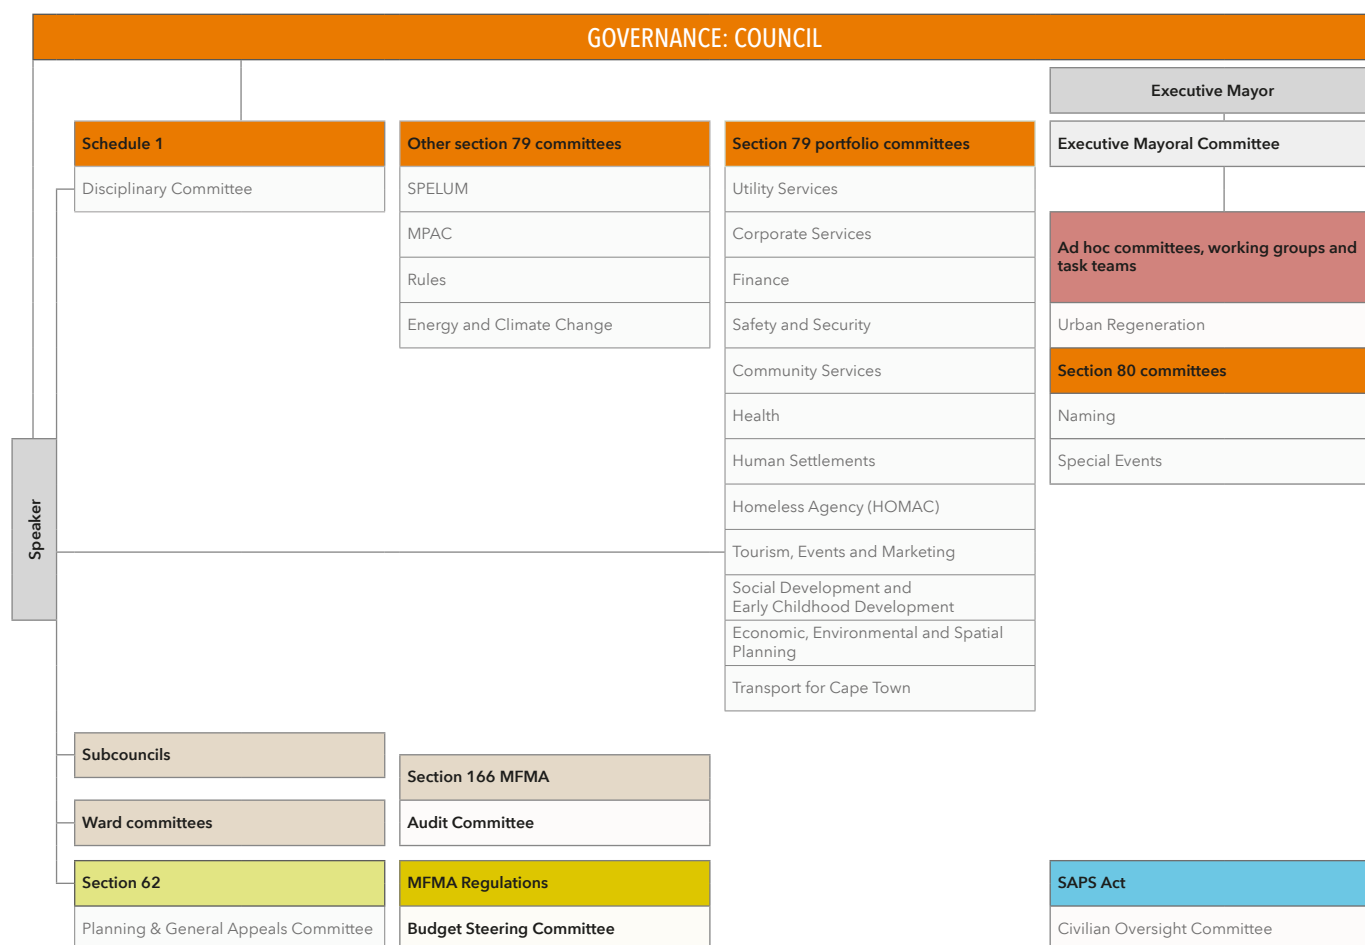 GOVERNANCE: COUNCIL
Executive Mayor
Schedule 1
Disciplinary Committee
Other section 79 committees
SPELUM
MPAC
Rules
Energy and Climate Change
Section 79 portfolio committees
Utility Services
Corporate Services
Finance
Safety and Security
Community Services
Health
Human Settlements
Homeless Agency (HOMAC)
Tourism, Events and Marketing
Social Development and
Early Childhood Development
Economic, Environmental and Spatial
Planning
Transport for Cape Town
Executive Mayoral Committee
Ad hoc committees, working groups and
task teams
Urban Regeneration
Section 80 committees
Naming
Special Events
Speaker
Subcouncils
Ward committees
Section 62
Planning & General Appeals Committee
Section 166 MFMA
Audit Committee
MFMA Regulations
Budget Steering Committee
SAPS Act
Civilian Oversight Committee